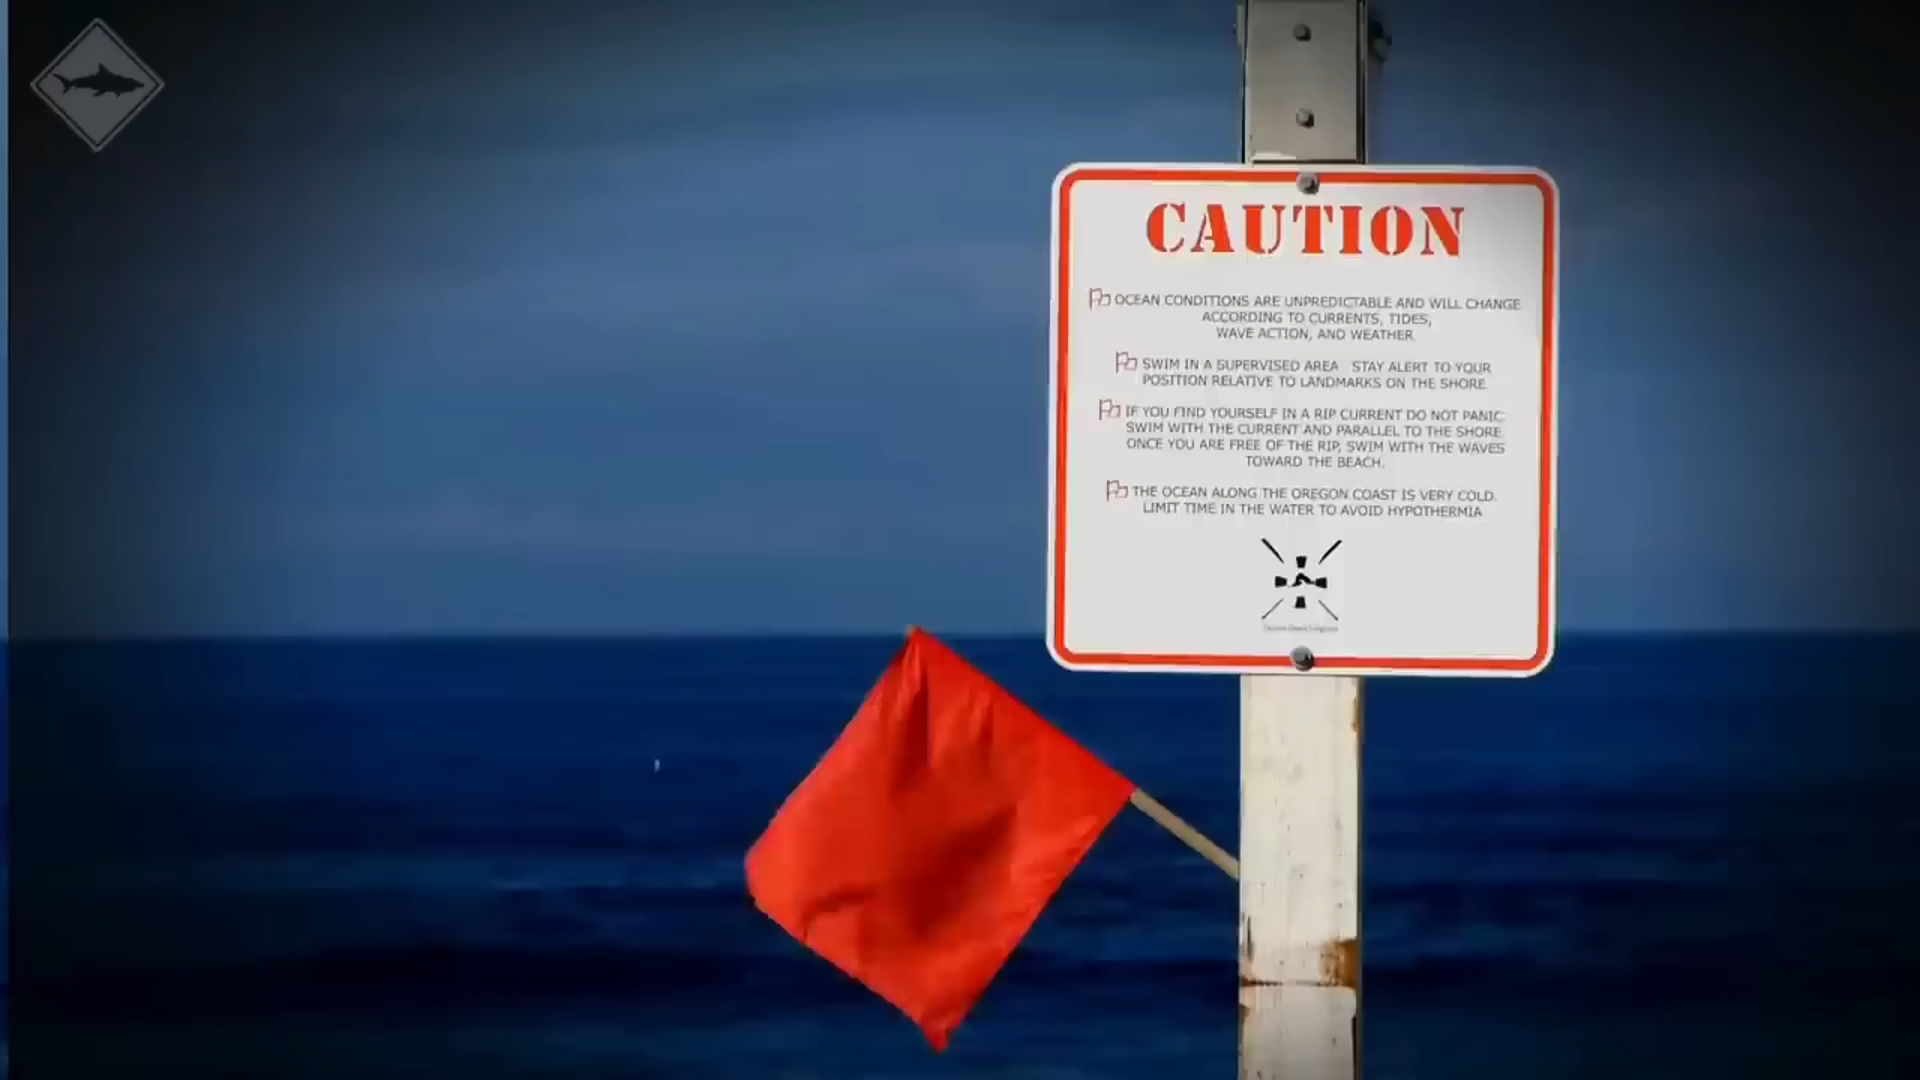 CAUTION
OCEAN CONDITIONS ARE UNPREDICTABLE AND WILL CHANGE
ACCORDING TO CURRENTS, TIDES,
WAVE ACTION, AND WEATHER.
SWIM IN A SUPERVISED AREA STAY ALERT TO YOUR
POSITION RELATIVE TO LANDMARKS ON THE SHORE
IF YOU FIND YOURSELF IN A RIP CURRENT DO NOT PANIC.
SWIM WITH THE CURRENT AND PARALLEL TO THE SHORE.
ONCE YOU ARE FREE OF THE RIP, SWIM WITH THE WAVES
TOWARD THE BEACH.
THE OCEAN ALONG THE OREGON COAST IS VERY COLD.
LIMIT TIME IN THE WATER TO AVOID HYPOTHERMIA